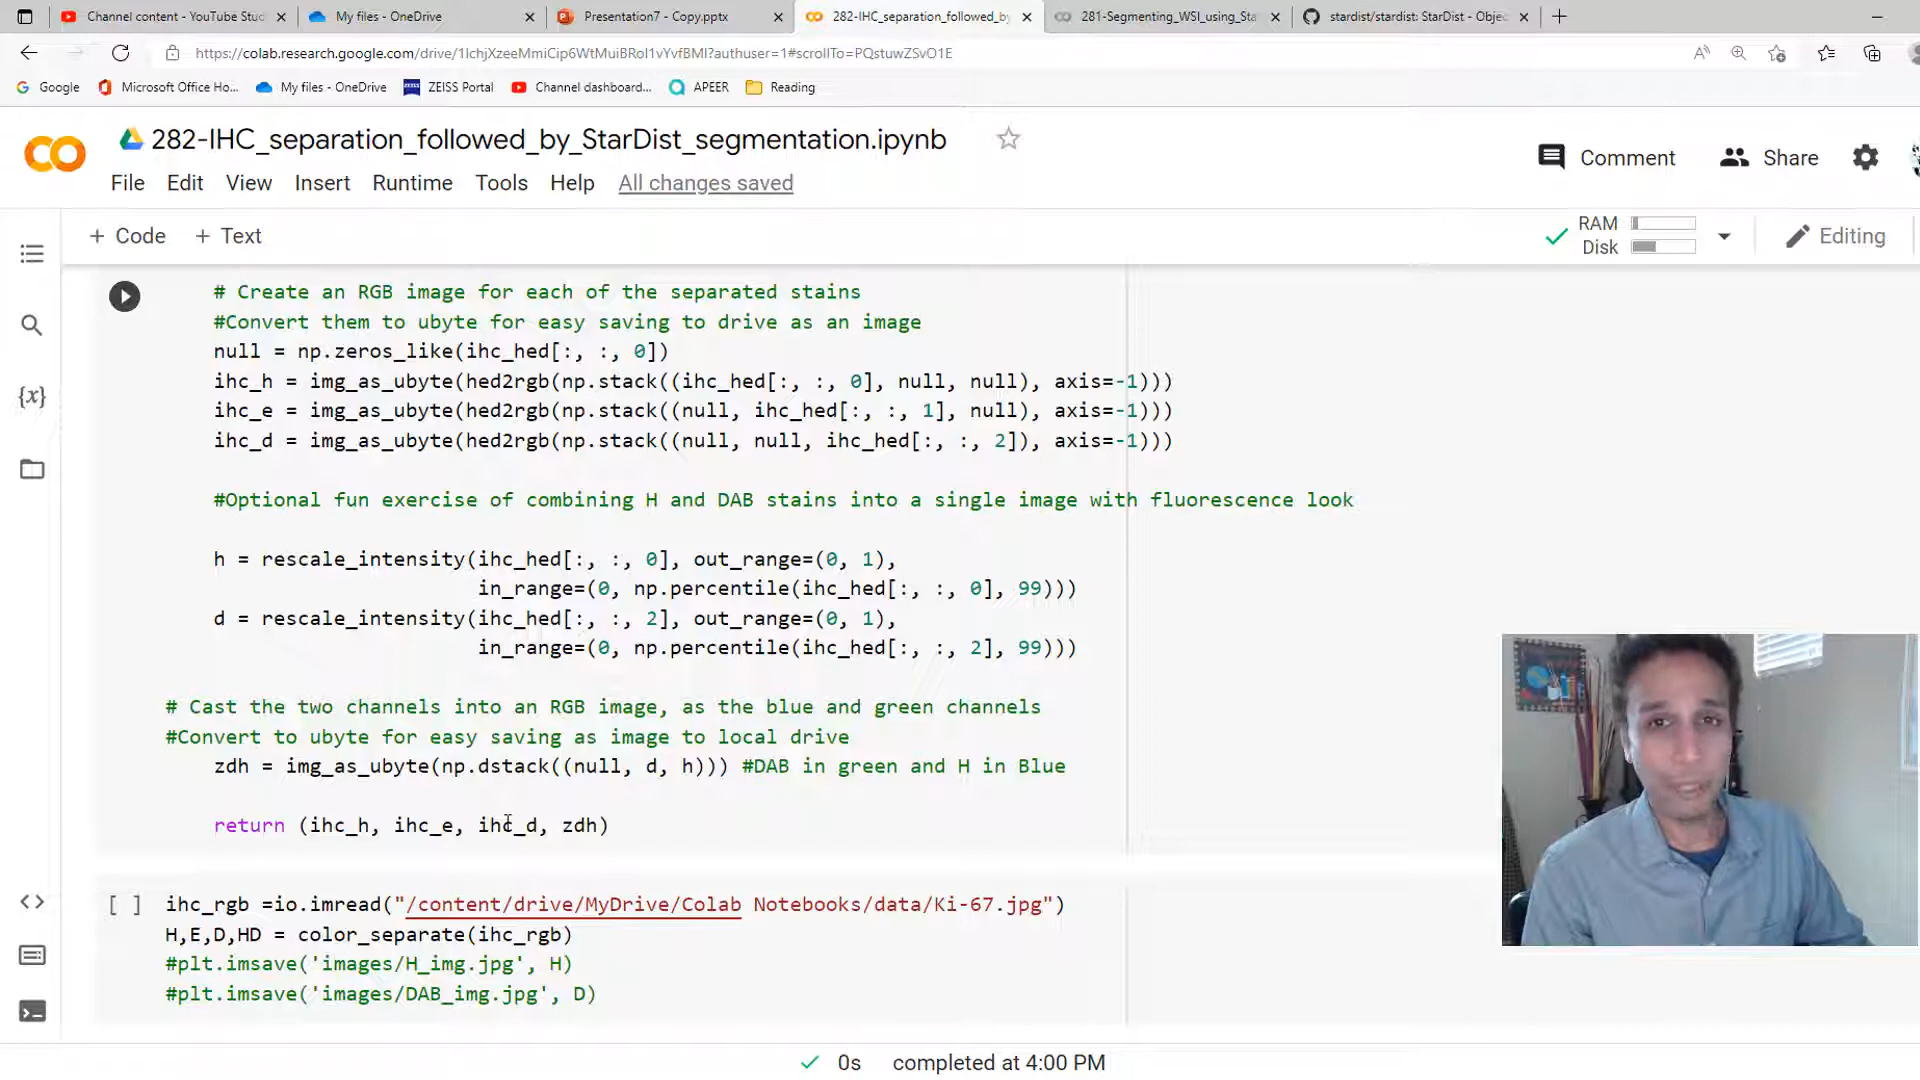 Channel content - YouTube Stud
My files - OneDrive
Presentation7 - Copy.pptx
282-IHC_separation_followed_by
281-Segmenting_WSI_using_Sta
stardist/stardist: StarDist - Objec
https://colab.research.google.com/drive/1IchjXzeeMmiCip6WtMuiBRoI1vYvfBMI?authuser=1#scrollTo=PQstuwZSvO1E
Google
Microsoft Office Ho...
My files - OneDrive
ZEISS Portal
Channel dashboard...
APEER
Reading
282-IHC_separation_followed_by_StarDist_segmentation.ipynb
Comment
Share
File Edit View Insert Runtime Tools Help All changes saved
+ Code + Text
RAM
Disk
Editing
# Create an RGB image for each of the separated stains
#Convert them to ubyte for easy saving to drive as an image
null = np.zeros_like(ihc_hed[:, :, 0])
ihc_h = img_as_ubyte(hed2rgb(np.stack((ihc_hed[:, :, 0], null, null), axis=-1)))
ihc_e = img_as_ubyte(hed2rgb(np.stack((null, ihc_hed[:, :, 1], null), axis=-1)))
ihc_d = img_as_ubyte(hed2rgb(np.stack((null, null, ihc_hed[:, :, 2]), axis=-1)))
#Optional fun exercise of combining H and DAB stains into a single image with fluorescence look
h = rescale_intensity(ihc_hed[:, :, 0], out_range=(0, 1),
in_range=(0, np.percentile(ihc_hed[:, :, 0], 99)))
d = rescale_intensity(ihc_hed[:, :, 2], out_range=(0, 1),
in_range=(0, np.percentile(ihc_hed[:, :, 2], 99)))
# Cast the two channels into an RGB image, as the blue and green channels
#Convert to ubyte for easy saving as image to local drive
zdh = img_as_ubyte(np.dstack((null, d, h))) #DAB in green and H in Blue
return (ihc_h, ihc_e, ihc_d, zdh)
[ ] ihc_rgb =io.imread("/content/drive/MyDrive/Colab Notebooks/data/Ki-67.jpg")
H,E,D,HD = color_separate(ihc_rgb)
#plt.imsave('images/H_img.jpg', H)
#plt.imsave('images/DAB_img.jpg', D)
0s completed at 4:00 PM